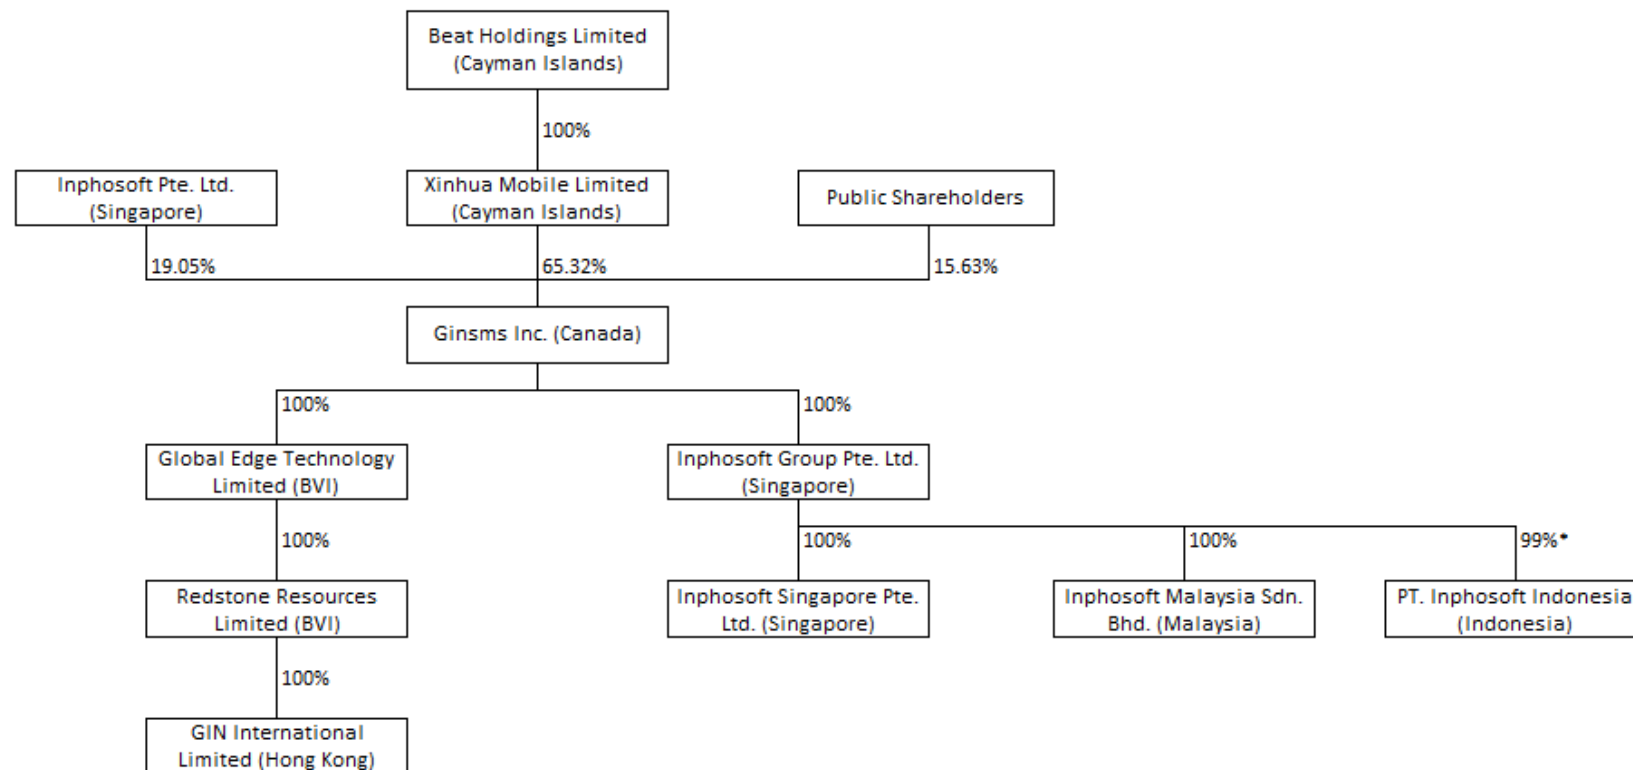 Beat Holdings Limited
(Cayman Islands)
100%
Inphosoft Pte. Ltd.
(Singapore)
Xinhua Mobile Limited
(Cayman Islands)
Public Shareholders
19.05%
65.32%
15.63%
Ginsms Inc. (Canada)
100%
100%
Global Edge Technology
Limited (BVI)
Inphosoft Group Pte. Ltd.
(Singapore)
100%
100%
100%
99%*
Redstone Resources
Limited (BVI)
Inphosoft Singapore Pte.
Ltd. (Singapore)
Inphosoft Malaysia Sdn.
Bhd. (Malaysia)
PT. Inphosoft Indonesia
(Indonesia)
100%
GIN International
Limited (Hong Kong)